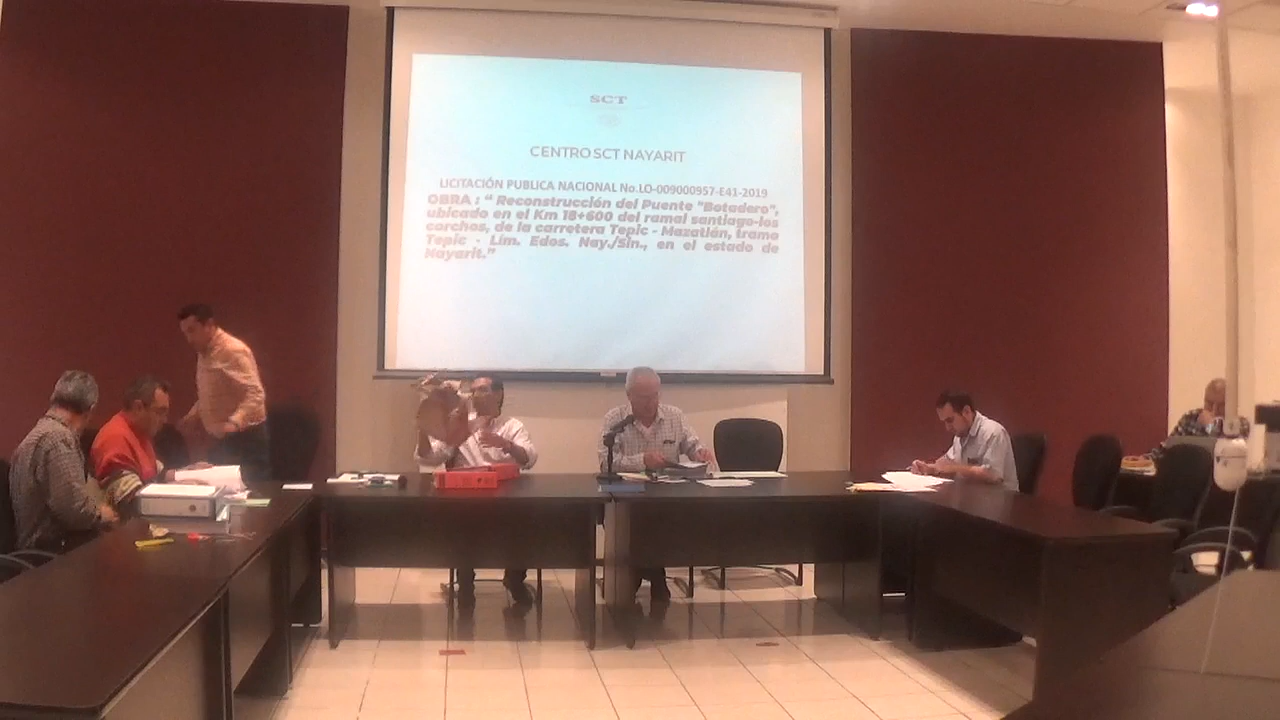 SCT
CENTRO SCT NAYARIT
LICITACIÓN PUBLICA NACIONAL No.LO-009000957-E41-2019
OBRA : " Reconstrucción del Puente "Botadero",
ubicado en el Km 18+600 del ramal santiago-los
corchos, de la carretera Tepic - Mazatlán, tramo
Tepic - Lím. Edos. Nay./Sin., en el estado de
Nayarit."